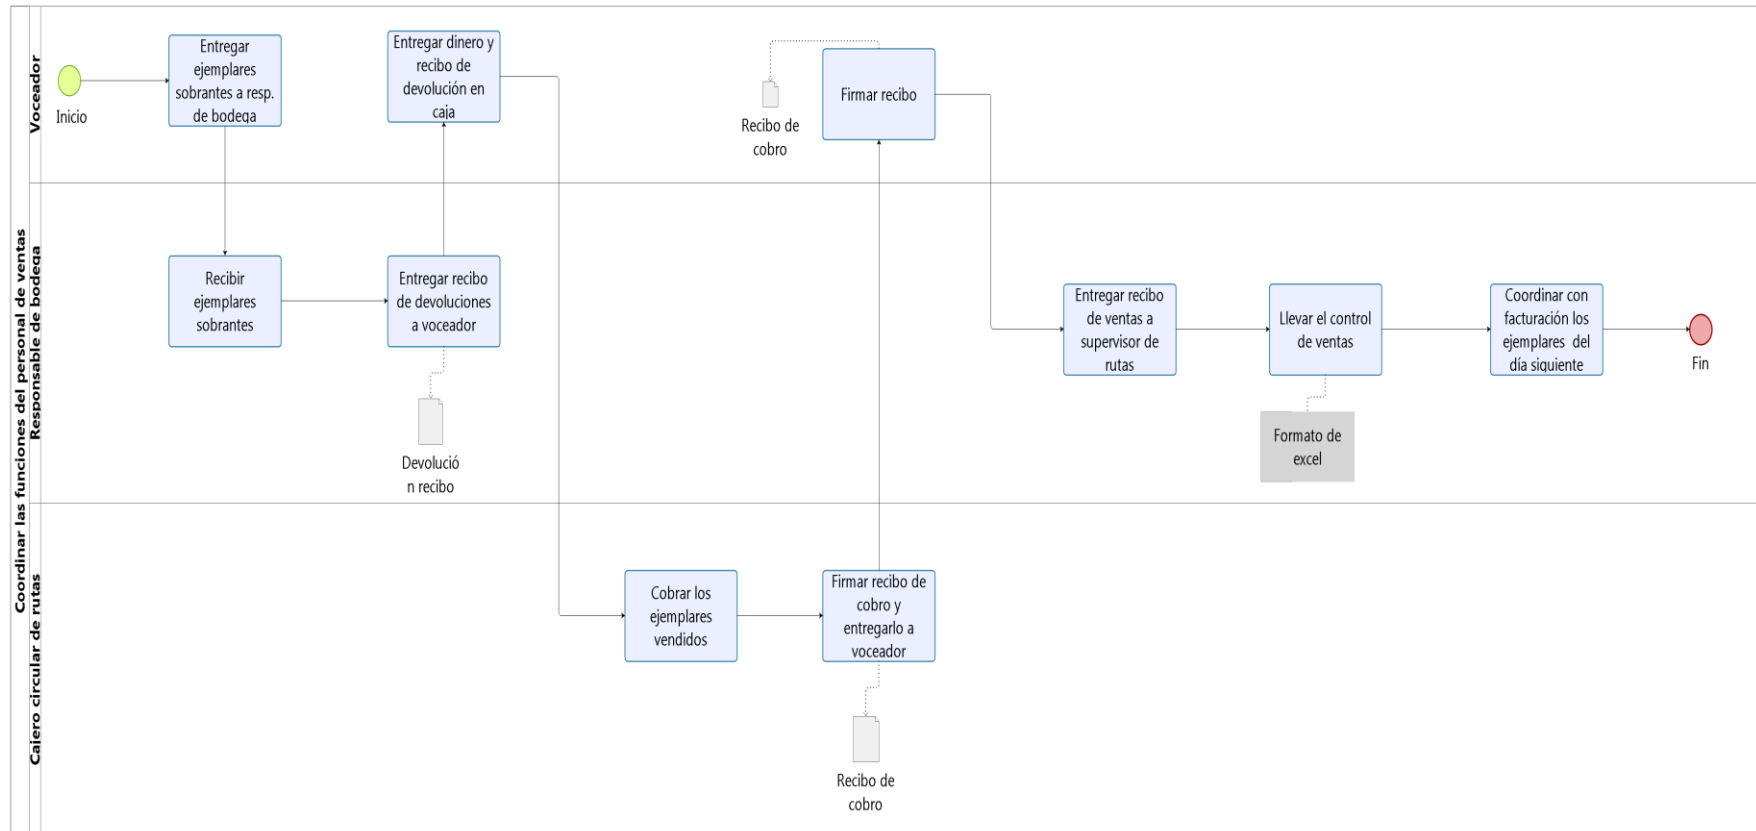 Coordinar las funciones del personal de ventas
Voceador
Inicio
Entregar
ejemplares
sobrantes a resp.
de bodega
Entregar dinero y
recibo de
devolución en
caja
Recibo de
cobro
Firmar recibo
Responsable de bodega
Recibir
ejemplares
sobrantes
Entregar recibo
de devoluciones
a voceador
Devolució
n recibo
Entregar recibo
de ventas a
supervisor de
rutas
Llevar el control
de ventas
Formato de
excel
Coordinar con
facturación los
ejemplares  del
día siguiente
Fin
Cajero circular de rutas
Cobrar los
ejemplares
vendidos
Firmar recibo de
cobro y
entregarlo a
voceador
Recibo de
cobro